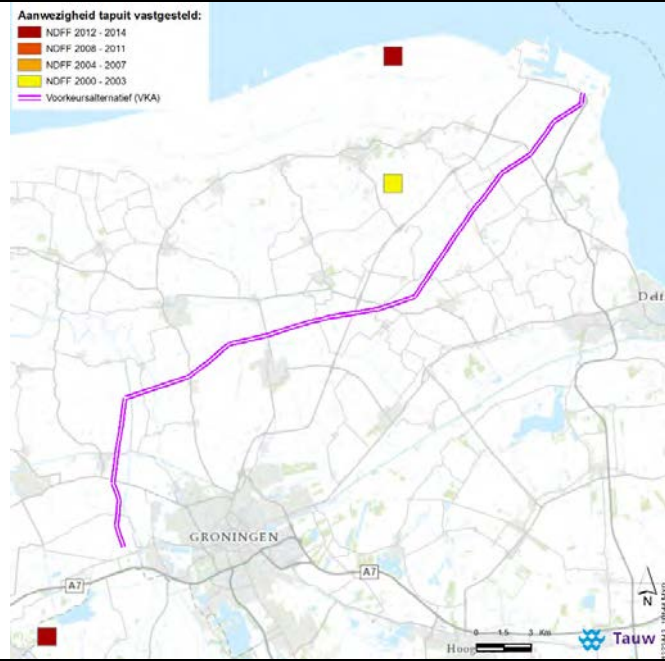 Aanwezigheid tapuit vastgesteld:
NDFF 2012 - 2014
NDFF 2008 - 2011
NDFF 2004 - 2007
NDFF 2000 - 2003
Voorkeursalternatief (VKA)
Delf
GRONINGEN
A7
A7
N
0 1.5 3 Km
Hoog
Tauw